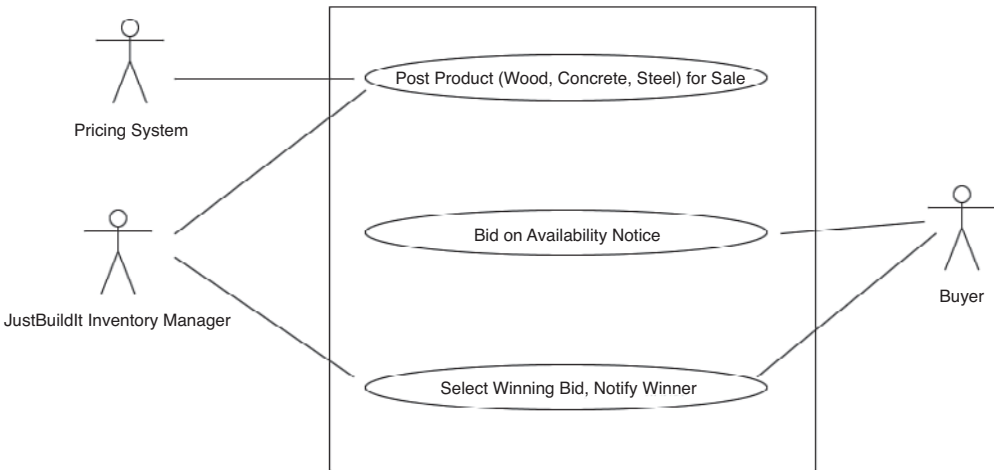 Post Product (Wood, Concrete, Steel) for Sale
Pricing System
Bid on Availability Notice
Buyer
JustBuildIt Inventory Manager
Select Winning Bid, Notify Winner